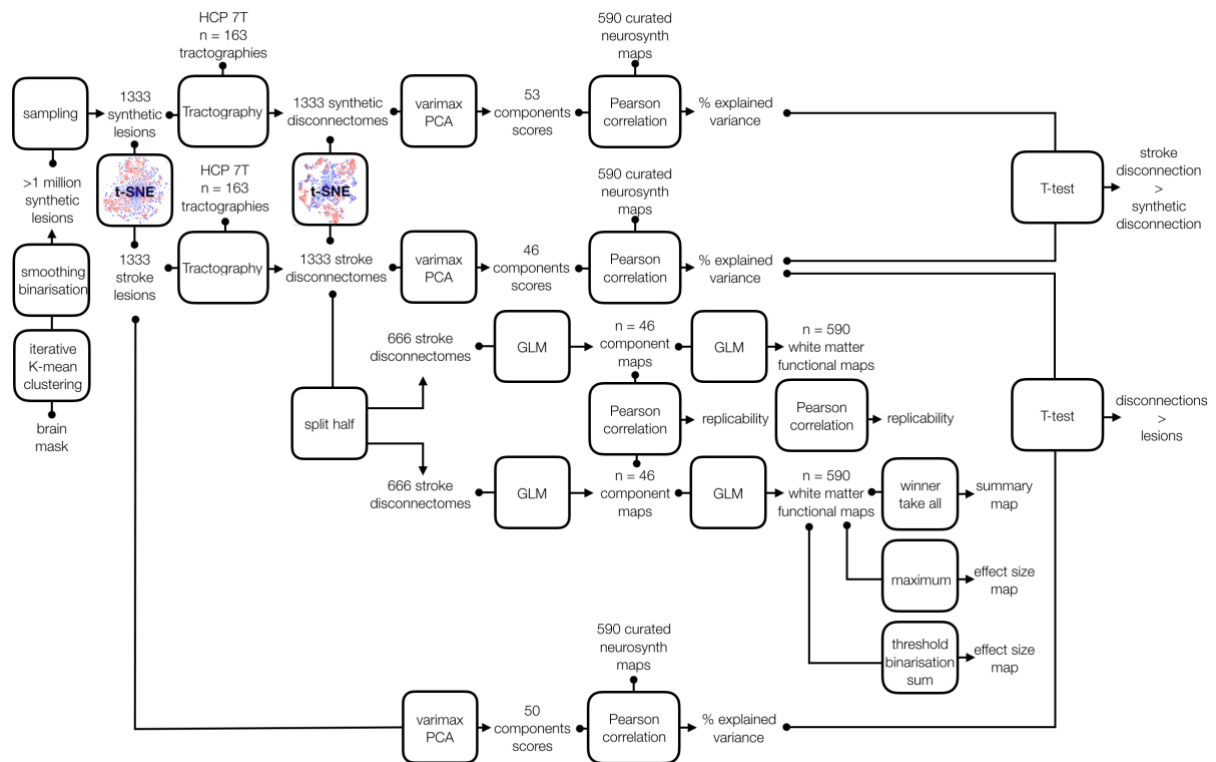 HCP 7T
n = 163
tractographies
590 curated
neurosynth
maps
sampling
1333
synthetic
lesions
Tractography
1333 synthetic
disconnectomes
varimax
PCA
53
components
scores
Pearson
correlation
% explained
variance
>1 million
synthetic
lesions
t-SNE
HCP 7T
n = 163
tractographies
t-SNE
590 curated
neurosynth
maps
T-test
stroke
disconnection
>
synthetic
disconnection
smoothing
binarisation
1333
stroke
lesions
Tractography
1333 stroke
disconnectomes
varimax
PCA
46
components
scores
Pearson
correlation
% explained
variance
iterative
K-mean
clustering
brain
mask
666 stroke
disconnectomes
GLM
n = 46
component
maps
GLM
n = 590
white matter
functional maps
split half
Pearson
correlation
replicability
Pearson
correlation
replicability
T-test
disconnections
>
lesions
666 stroke
disconnectomes
GLM
n = 46
component
maps
GLM
n = 590
white matter
functional maps
winner
take all
summary
map
maximum
effect size
map
threshold
binarisation
sum
effect size
map
590 curated
neurosynth
maps
varimax
PCA
50
components
scores
Pearson
correlation
% explained
variance